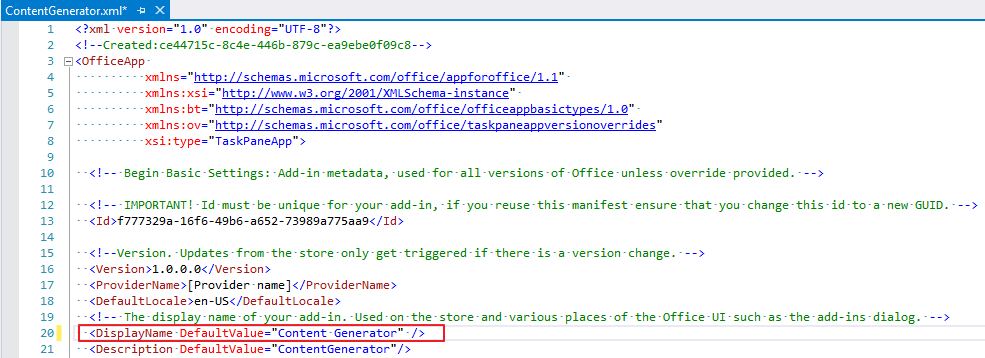 ContentGenerator.xml*
1 <?xml version="1.0" encoding="UTF-8"?>
2 <!--Created:ce44715c-8c4e-446b-879c-ea9ebe0f09c8-->
3 <OfficeApp
4 xmlns="http://schemas.microsoft.com/office/appforoffice/1.1"
5 xmlns:xsi="http://www.w3.org/2001/XMLSchema-instance"
6 xmlns:bt="http://schemas.microsoft.com/office/officeappbasictypes/1.0"
7 xmlns:ov="http://schemas.microsoft.com/office/taskpaneappversionoverrides"
8 xsi:type="TaskPaneApp">
9
10 <!-- Begin Basic Settings: Add-in metadata, used for all versions of Office unless override provided. -->
11
12 <!-- IMPORTANT! Id must be unique for your add-in, if you reuse this manifest ensure that you change this id to a new GUID. -->
13 <Id>f777329a-16f6-49b6-a652-73989a775aa9</Id>
14
15 <!--Version. Updates from the store only get triggered if there is a version change. -->
16 <Version>1.0.0.0</Version>
17 <ProviderName>[Provider name]</ProviderName>
18 <DefaultLocale>en-US</DefaultLocale>
19 <!-- The display name of your add-in. Used on the store and various places of the Office UI such as the add-ins dialog. -->
20 <DisplayName DefaultValue="Content Generator" />
21 <Description DefaultValue="ContentGenerator"/>